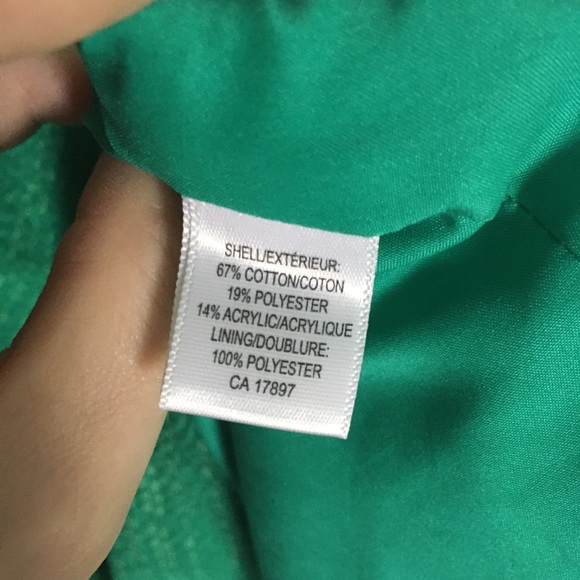 SHELL/EXTÉRIEUR:
67% COTTON/COTON
19% POLYESTER
14% ACRYLIC/ACRYLIQUE
LINING/DOUBLURE:
100% POLYESTER
CA 17897